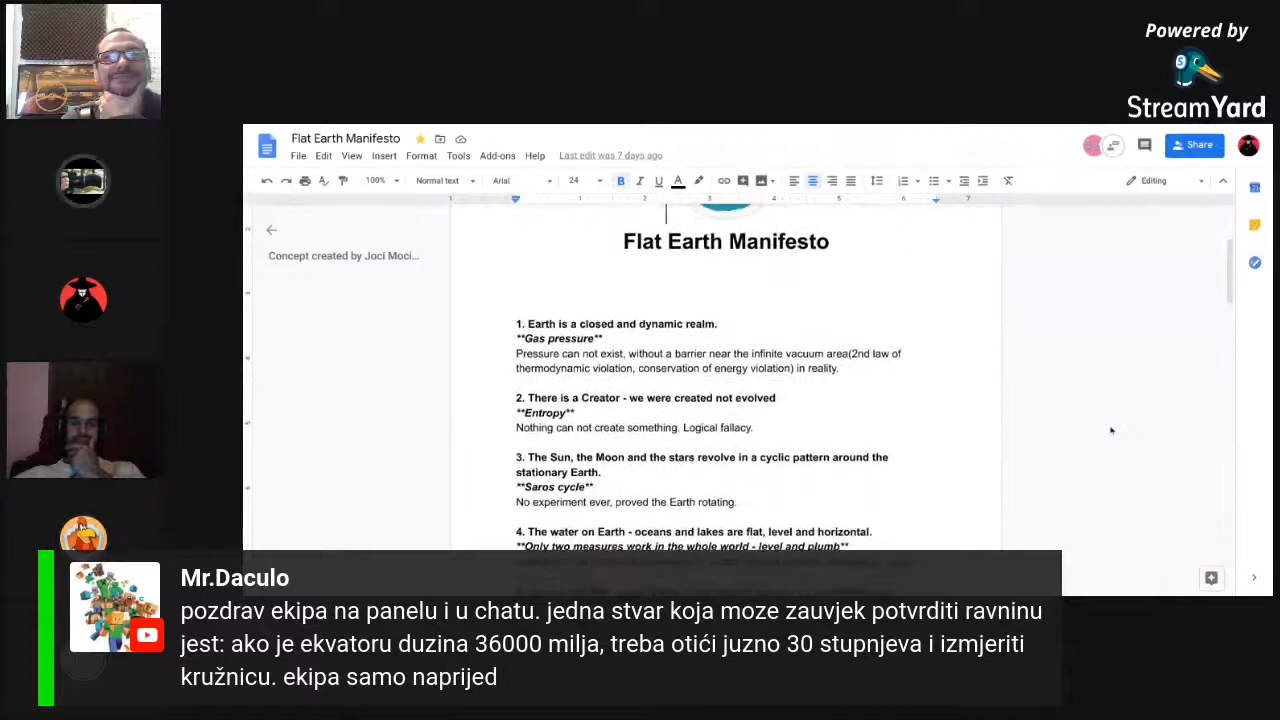 Powered by
StreamYard
Flat Earth Manifesto
File Edit View Insert Format Tools Add-ons Help Last edit was 7 days ago
Share
100% Normal text Arial 24 B I U A Editing
1 1 2 3 4 5 6 7
Concept created by Joci Moci...
Flat Earth Manifesto
1. Earth is a closed and dynamic realm.
**Gas pressure**
Pressure can not exist, without a barrier near the infinite vacuum area(2nd law of
thermodynamic violation, conservation of energy violation) in reality.
2. There is a Creator - we were created not evolved
**Entropy**
Nothing can not create something. Logical fallacy.
3. The Sun, the Moon and the stars revolve in a cyclic pattern around the
stationary Earth.
**Saros cycle**
No experiment ever, proved the Earth rotating.
4. The water on Earth - oceans and lakes are flat, level and horizontal.
**Only two measures work in the whole world - level and plumb**
Mr.Daculo
pozdrav ekipa na panelu i u chatu. jedna stvar koja moze zauvjek potvrditi ravninu
jest: ako je ekvatoru duzina 36000 milja, treba otići juzno 30 stupnjeva i izmjeriti
kružnicu. ekipa samo naprijed